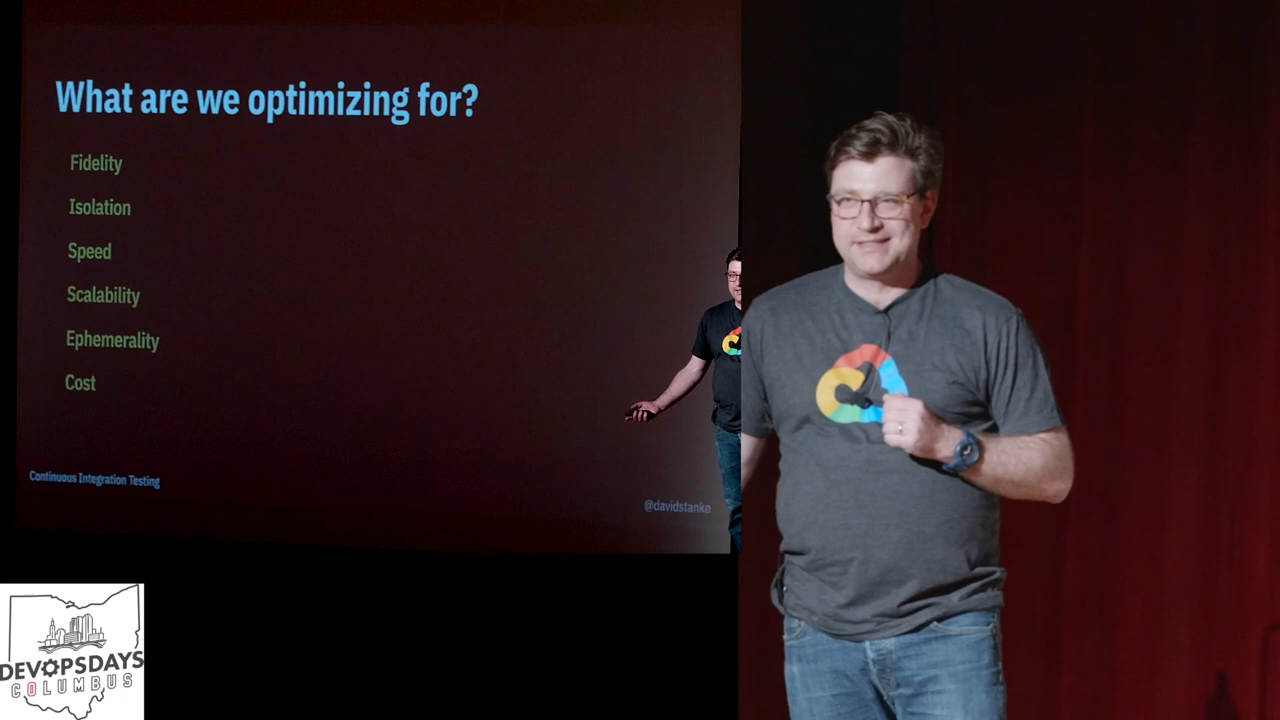 What are we optimizing for?
Fidelity
Isolation
Speed
Scalability
Ephemerality
Cost
Continuous Integration Testing
@davidstanke
DEVOPSDAYS
COLUMBUS